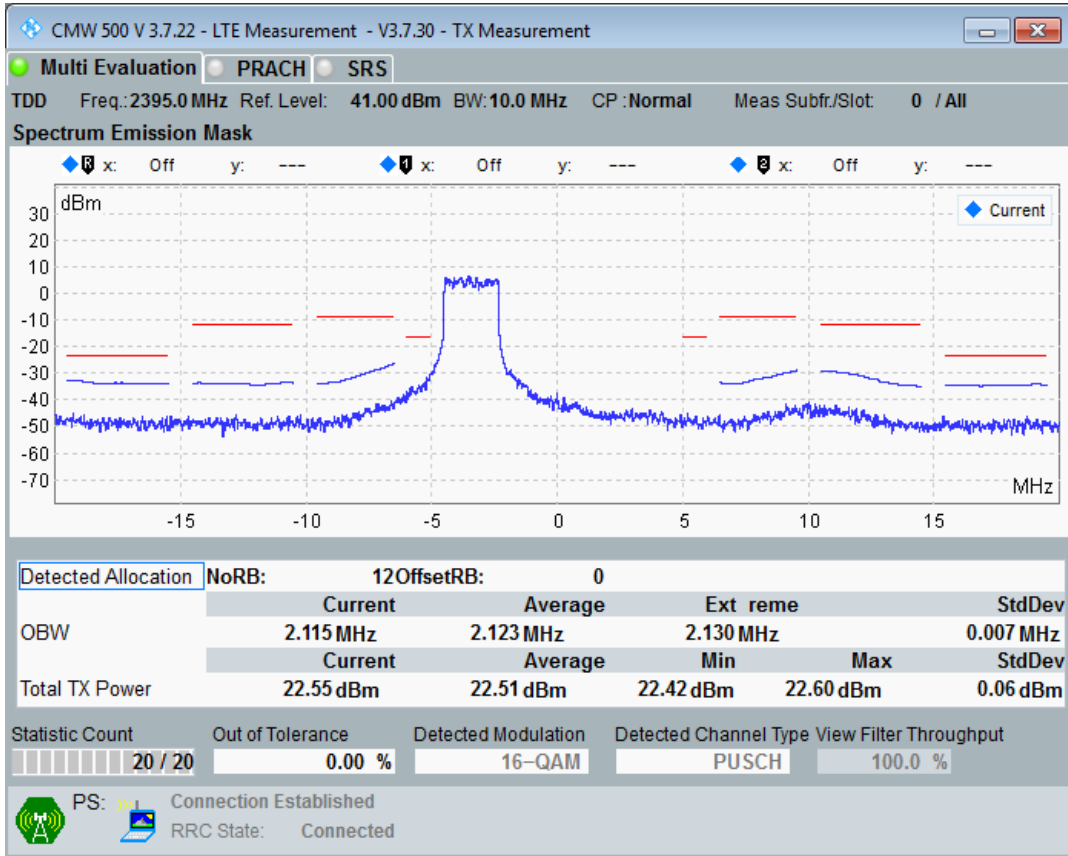 CMW 500 V 3.7.22 - LTE Measurement - V3.7.30 - TX Measurement
Multi Evaluation PRACH SRS
TDD Freq.: 2395.0 MHz Ref. Level: 41.00 dBm BW: 10.0 MHz CP : Normal Meas Subfr./Slot: 0 / All
Spectrum Emission Mask
R x: Off y: --- 1 x: Off y: --- 2 x: Off y: ---
dBm
Current
30
20
10
0
-10
-20
-30
-40
-50
-60
-70
MHz
-15 -10 -5 0 5 10 15
Detected Allocation NoRB: 12 OffsetRB: 0
Current Average Ext reme StdDev
OBW 2.115 MHz 2.123 MHz 2.130 MHz 0.007 MHz
Current Average Min Max StdDev
Total TX Power 22.55 dBm 22.51 dBm 22.42 dBm 22.60 dBm 0.06 dBm
Statistic Count Out of Tolerance Detected Modulation Detected Channel Type View Filter Throughput
20 / 20 0.00 % 16-QAM PUSCH 100.0 %
PS: Connection Established
RRC State: Connected